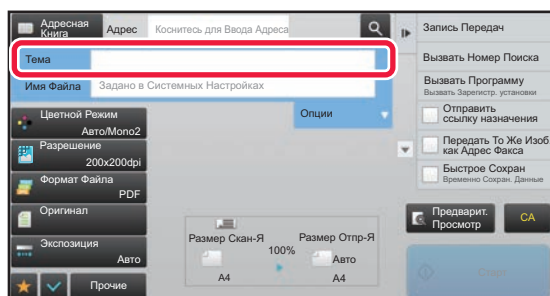 Адресная
Книга
Адрес
Коснитесь для Ввода Адреса
Тема
Имя Файла
Задано в Системных Настройках
Цветной Режим
Авто/Mono2
Опции
Разрешение
200x200dpi
Формат Файла
PDF
Оригинал
Экспозиция
Авто
Прочие
Размер Скан-Я
100%
Размер Отпр-Я
Авто
A4
A4
Запись Передач
Вызвать Номер Поиска
Вызвать Программу
Вызвать Зарегистр. установки
Отправить
ссылку назначения
Передать То Же Изоб.
как Адрес Факса
Быстрое Сохран
Временно Сохран. Данные
Предварит.
Просмотр
CA
Старт